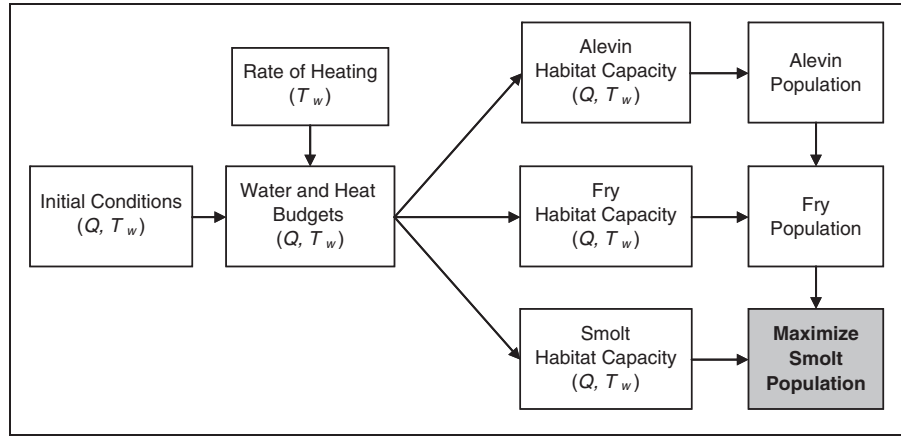 Rate of Heating
(T w)
Initial Conditions
(Q, T w)
Water and Heat
Budgets
(Q, T w)
Alevin
Habitat Capacity
(Q, T w)
Alevin
Population
Fry
Habitat Capacity
(Q, T w)
Fry
Population
Smolt
Habitat Capacity
(Q, T w)
Maximize
Smolt
Population